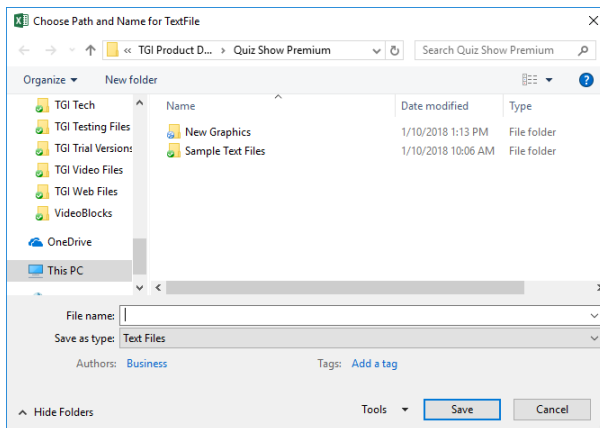 Choose Path and Name for TextFile
« TGI Product D... > Quiz Show Premium
Search Quiz Show Premium
Organize
New folder
Name
Date modified
Type
TGI Tech
TGI Testing Files
TGI Trial Versions
TGI Video Files
TGI Web Files
VideoBlocks
OneDrive
This PC
New Graphics 1/10/2018 1:13 PM File folder
Sample Text Files 1/10/2018 10:06 AM File folder
File name:
Save as type: Text Files
Authors: Business
Tags: Add a tag
Hide Folders
Tools
Save
Cancel